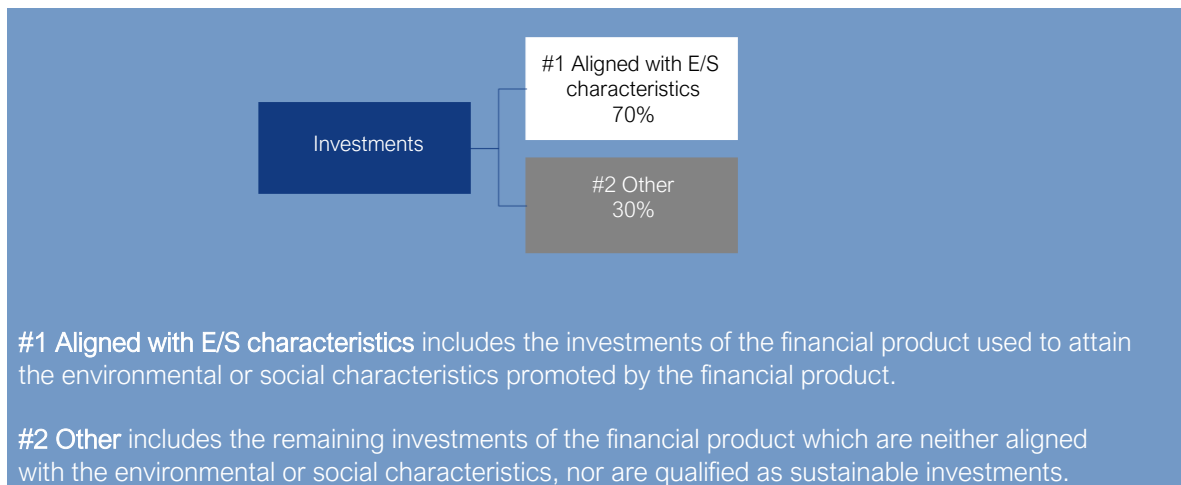 #1 Aligned with E/S
characteristics
70%
Investments
#2 Other
30%
#1 Aligned with E/S characteristics includes the investments of the financial product used to attain
the environmental or social characteristics promoted by the financial product.
#2 Other includes the remaining investments of the financial product which are neither aligned
with the environmental or social characteristics, nor are qualified as sustainable investments.